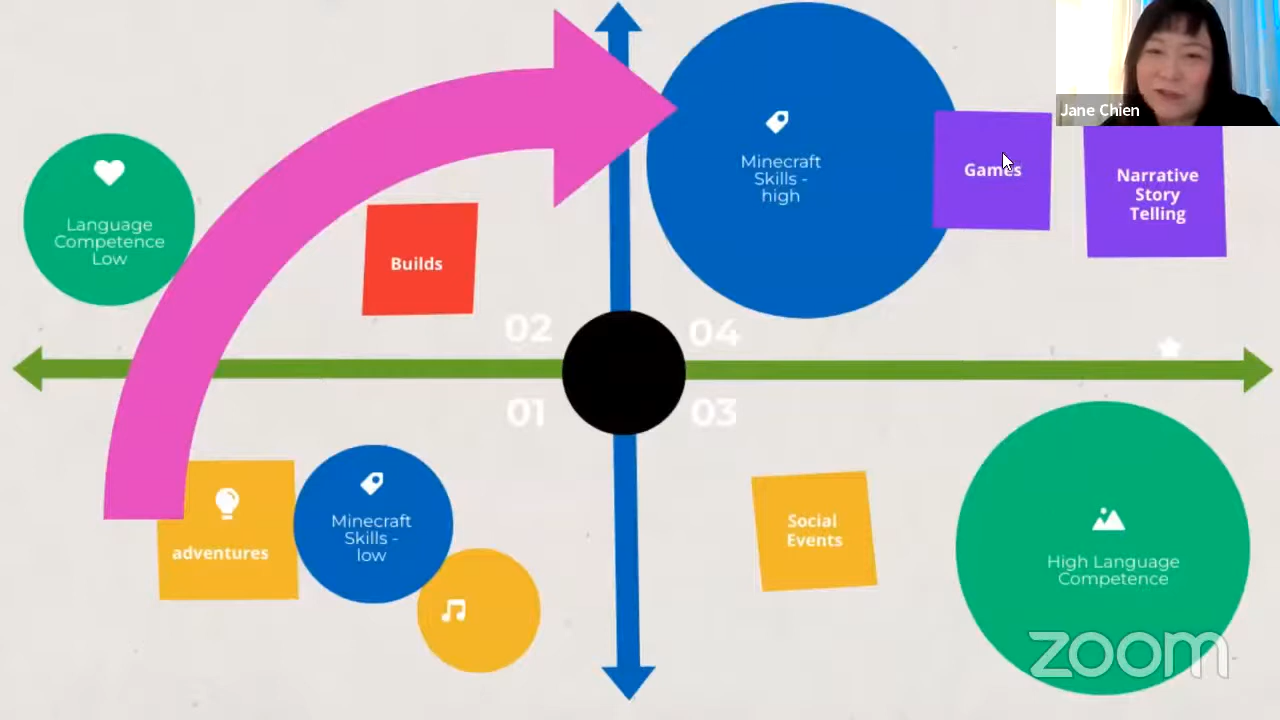 Jane Chien
Language
Competence
Low
Builds
Minecraft
Skills -
high
Games
Narrative
Story
Telling
02
04
01
03
adventures
Minecraft
Skills -
low
Social
Events
High Language
Competence
zoom